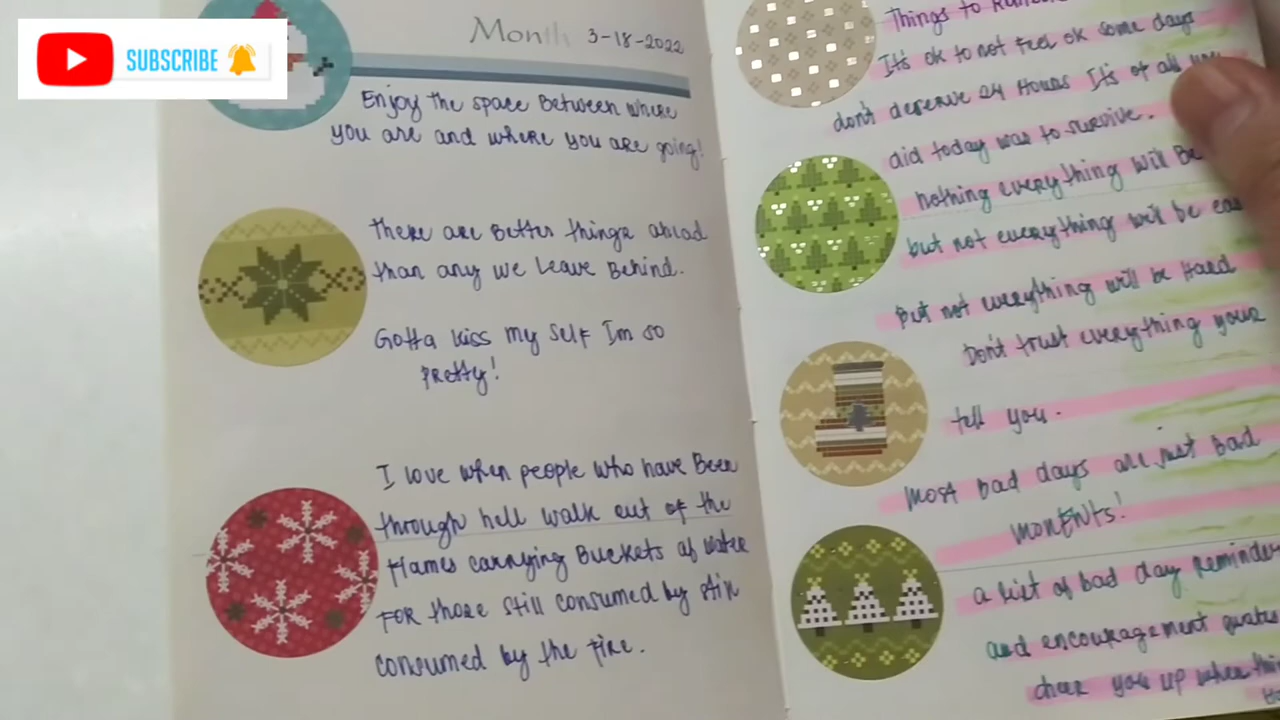 SUBSCRIBE
Month 3-18-2022
Enjoy the space Between where
you are and where you are going!
there are Better things ahead
than any we leave Behind.
Gotta kiss my self Im so
pretty!
I love when people who have Been
through hell walk out of the
flames carrying Buckets of water
FOR those still consumed by still
consumed by the fire.
Things to
It's ok to not feel ok some days
don't deserve 24 Hours It's of all you
did today was to survive.
nothing everything will Be
but not everything will be
But not everything will be Hard
Don't trust everything your
tell you.
Most bad days are just bad
a list of bad day Reminder
and encouragement
cheer you up when